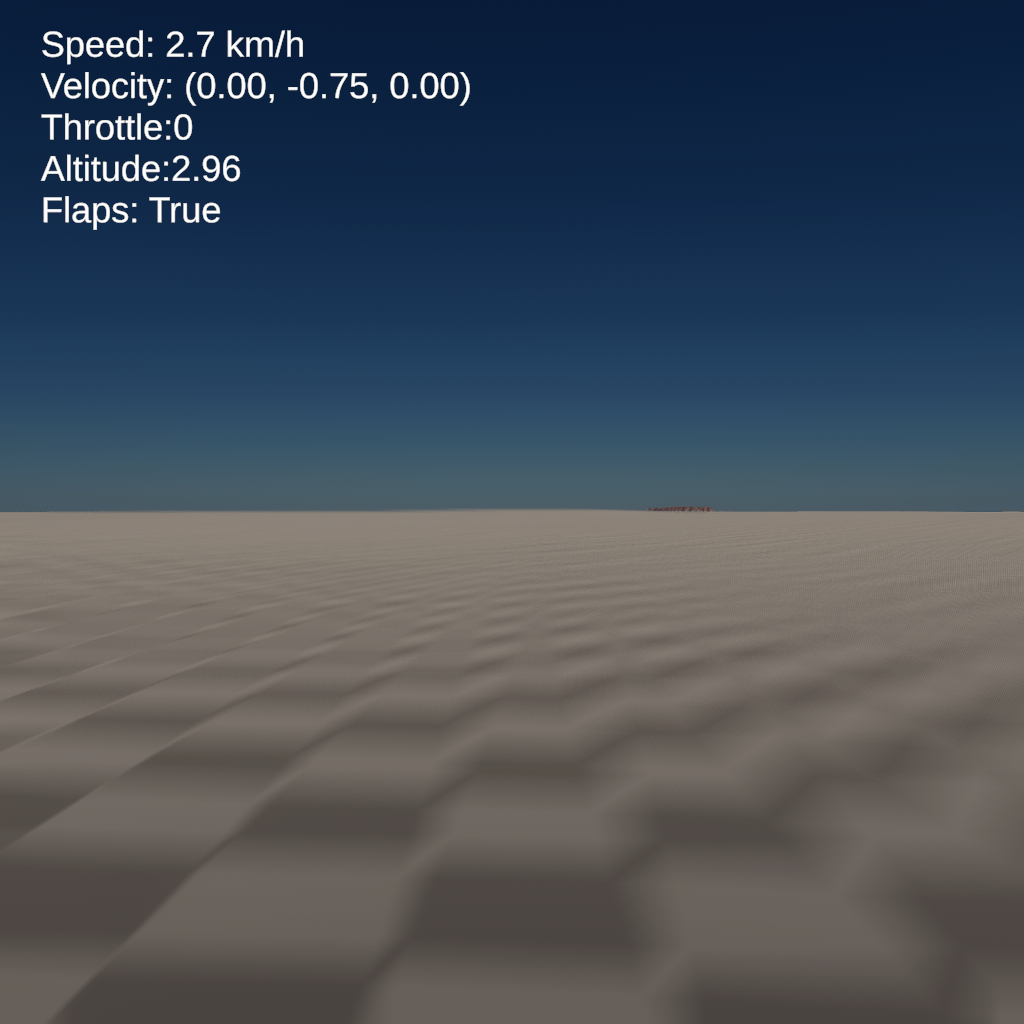 Speed: 2.7 km/h
Velocity: (0.00, -0.75, 0.00)
Throttle:0
Altitude:2.96
Flaps: True